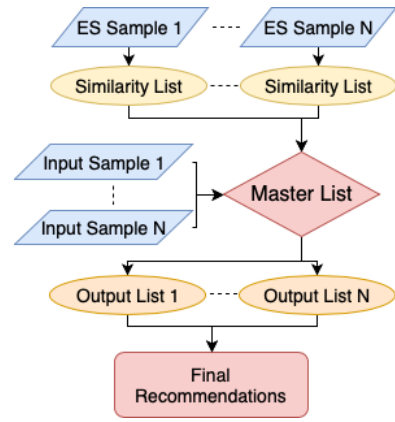 ES Sample 1
ES Sample N
Similarity List
Similarity List
Input Sample 1
Input Sample N
Master List
Output List 1
Output List N
Final
Recommendations